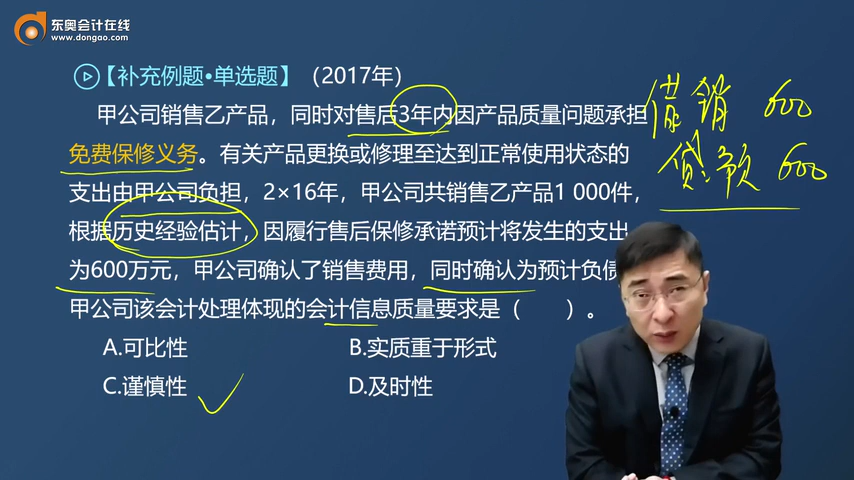 东奥会计在线
www.dongao.com
【补充例题•单选题】（2017年）
甲公司销售乙产品，同时对售后3年内因产品质量问题承担
免费保修义务。有关产品更换或修理至达到正常使用状态的
支出由甲公司负担，2×16年，甲公司共销售乙产品1 000件，
根据历史经验估计，因履行售后保修承诺预计将发生的支出
为600万元，甲公司确认了销售费用，同时确认为预计负债
甲公司该会计处理体现的会计信息质量要求是（ ）。
A.可比性
B.实质重于形式
C.谨慎性
D.及时性
借 销 600
贷 600